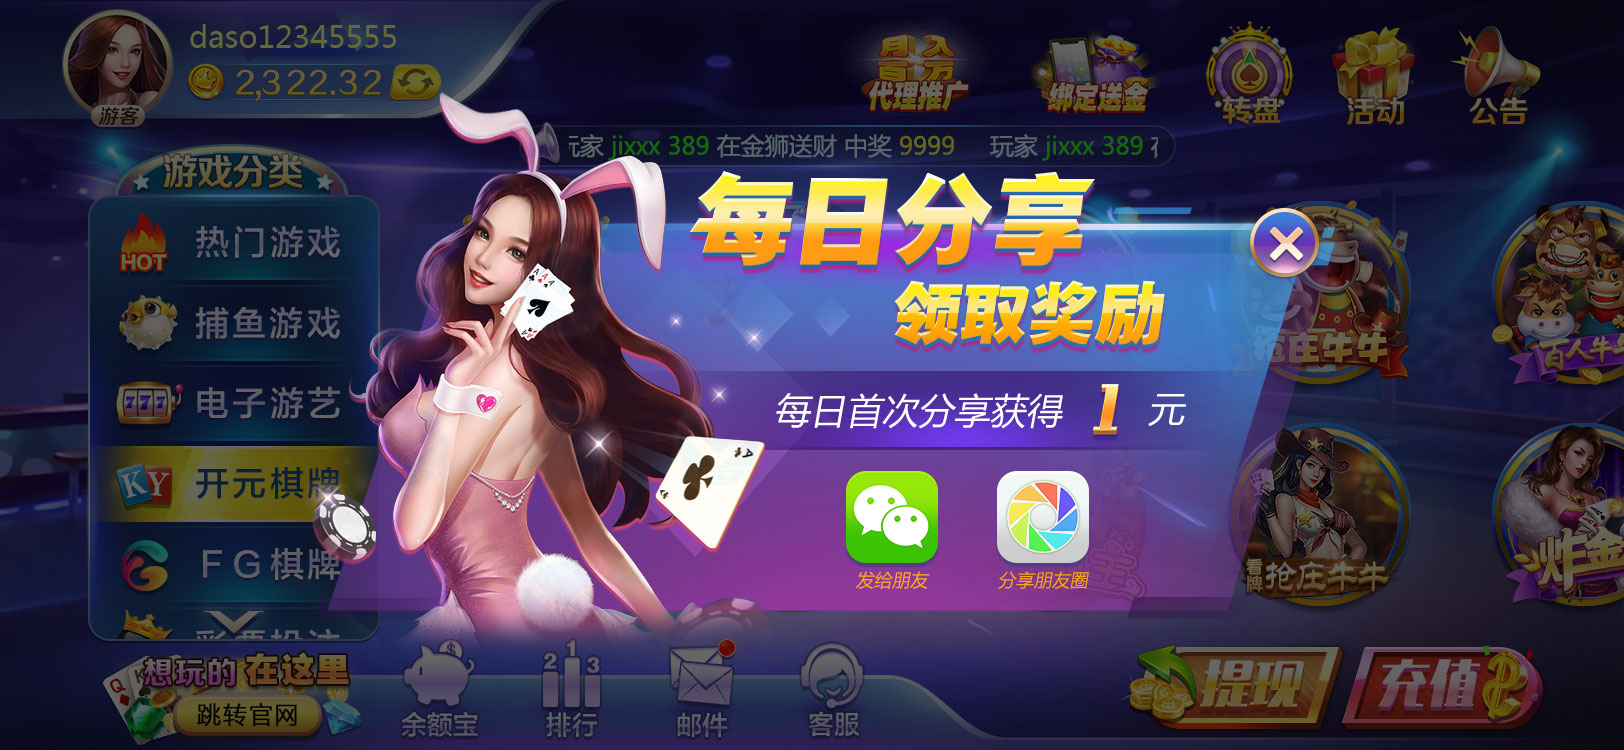 daso12345555
2,322.32
游客
月入
百万
代理推广
绑定送金
转盘
活动
公告
玩家 jixxx 389 在金狮送财 中奖 9999 玩家 jixxx 389
游戏分类
HOT 热门游戏
捕鱼游戏
777 电子游艺
KY 开元棋牌
FG棋牌
彩票投注
每日分享
领取奖励
每日首次分享获得 1 元
发给朋友
分享朋友圈
抢庄牛牛
百人牛牛
看牌抢庄牛牛
炸金
想玩的 在这里
跳转官网
余额宝
排行
邮件
客服
提现
充值